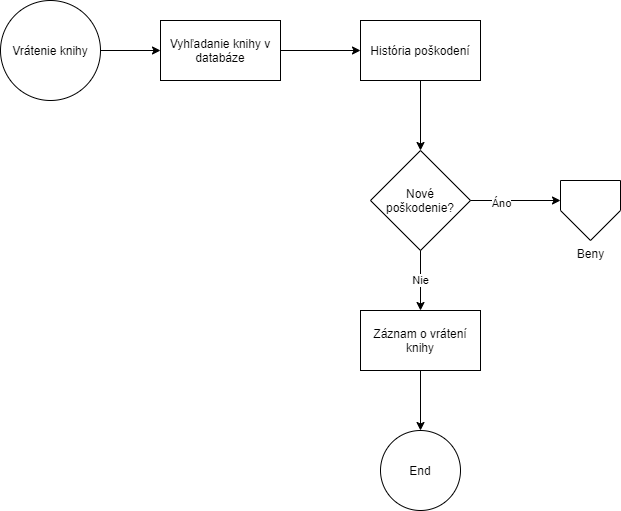 Vrátenie knihy
Vyhľadanie knihy v
databáze
História poškodení
Nové
poškodenie?
Áno
Beny
Nie
Záznam o vrátení
knihy
End